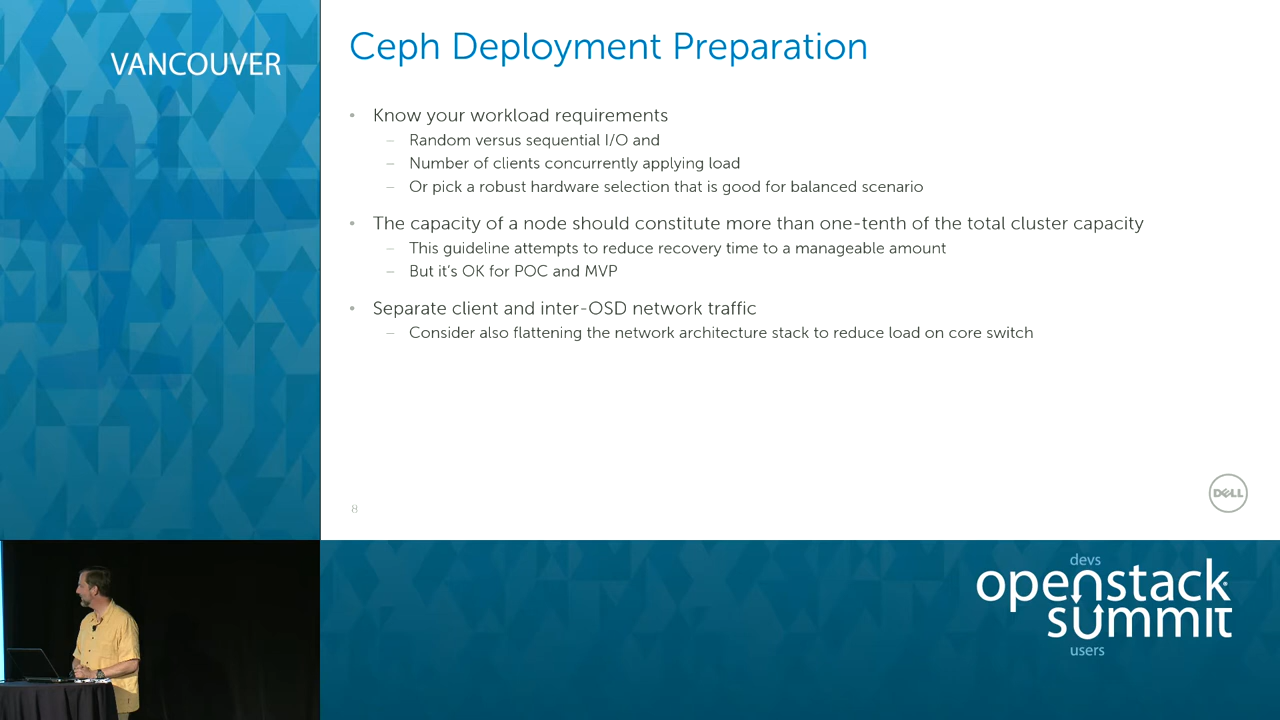 VANCOUVER
Ceph Deployment Preparation
• Know your workload requirements
– Random versus sequential I/O and
– Number of clients concurrently applying load
– Or pick a robust hardware selection that is good for balanced scenario
• The capacity of a node should constitute more than one-tenth of the total cluster capacity
– This guideline attempts to reduce recovery time to a manageable amount
– But it's OK for POC and MVP
• Separate client and inter-OSD network traffic
– Consider also flattening the network architecture stack to reduce load on core switch
8
DELL
devs
openstack
summit
users